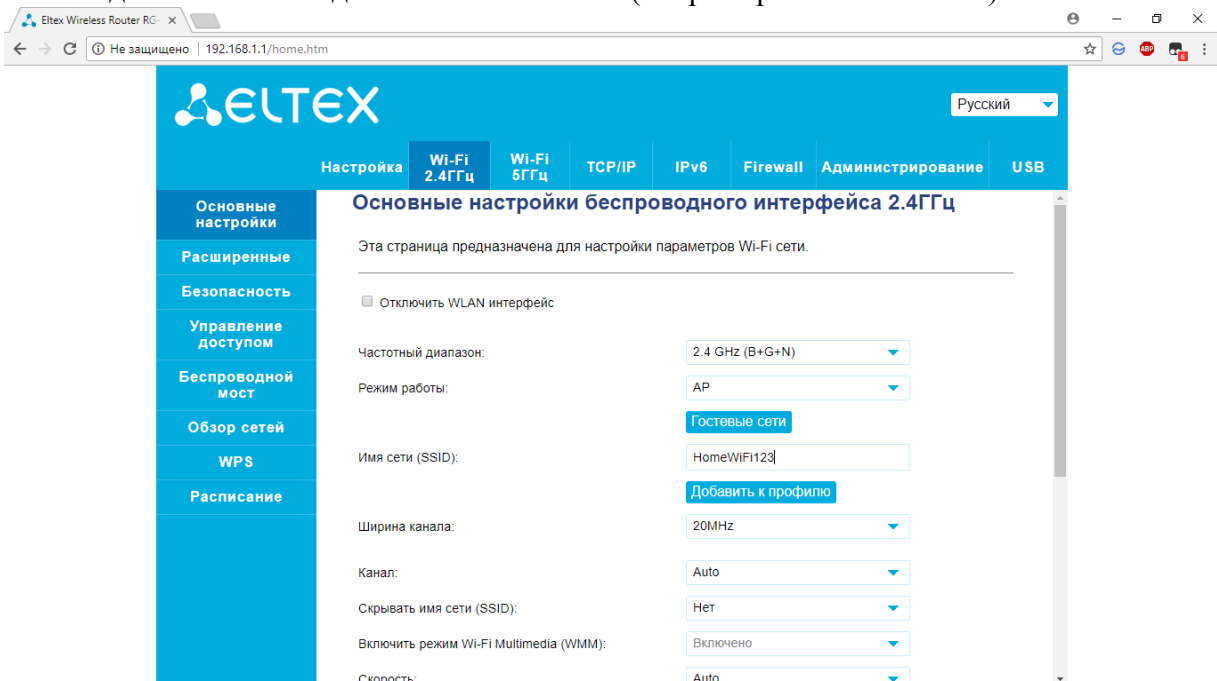 Eltex Wireless Router RG-
Не защищено | 192.168.1.1/home.htm
ABP
6
ELTEX
Русский
Настройка
Wi-Fi 2.4ГГц
Wi-Fi 5ГГц
TCP/IP
IPv6
Firewall
Администрирование
USB
Основные
настройки
Расширенные
Безопасность
Управление
доступом
Беспроводной
мост
Обзор сетей
WPS
Расписание
Основные настройки беспроводного интерфейса 2.4ГГц
Эта страница предназначена для настройки параметров Wi-Fi сети.
Отключить WLAN интерфейс
Частотный диапазон: 2.4 GHz (B+G+N)
Режим работы: AP
Гостевые сети
Имя сети (SSID): HomeWiFi123
Добавить к профилю
Ширина канала: 20MHz
Канал: Auto
Скрывать имя сети (SSID): Нет
Включить режим Wi-Fi Multimedia (WMM): Включено
Скорость: Auto